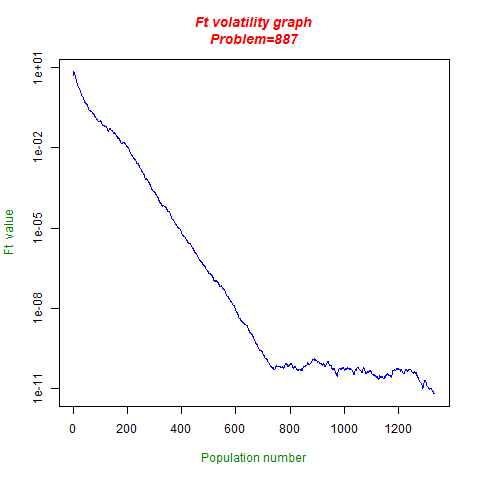 Ft volatility graph
Problem=887
1e+01
1e-02
1e-05
1e-08
1e-11
Ft value
0 200 400 600 800 1000 1200
Population number